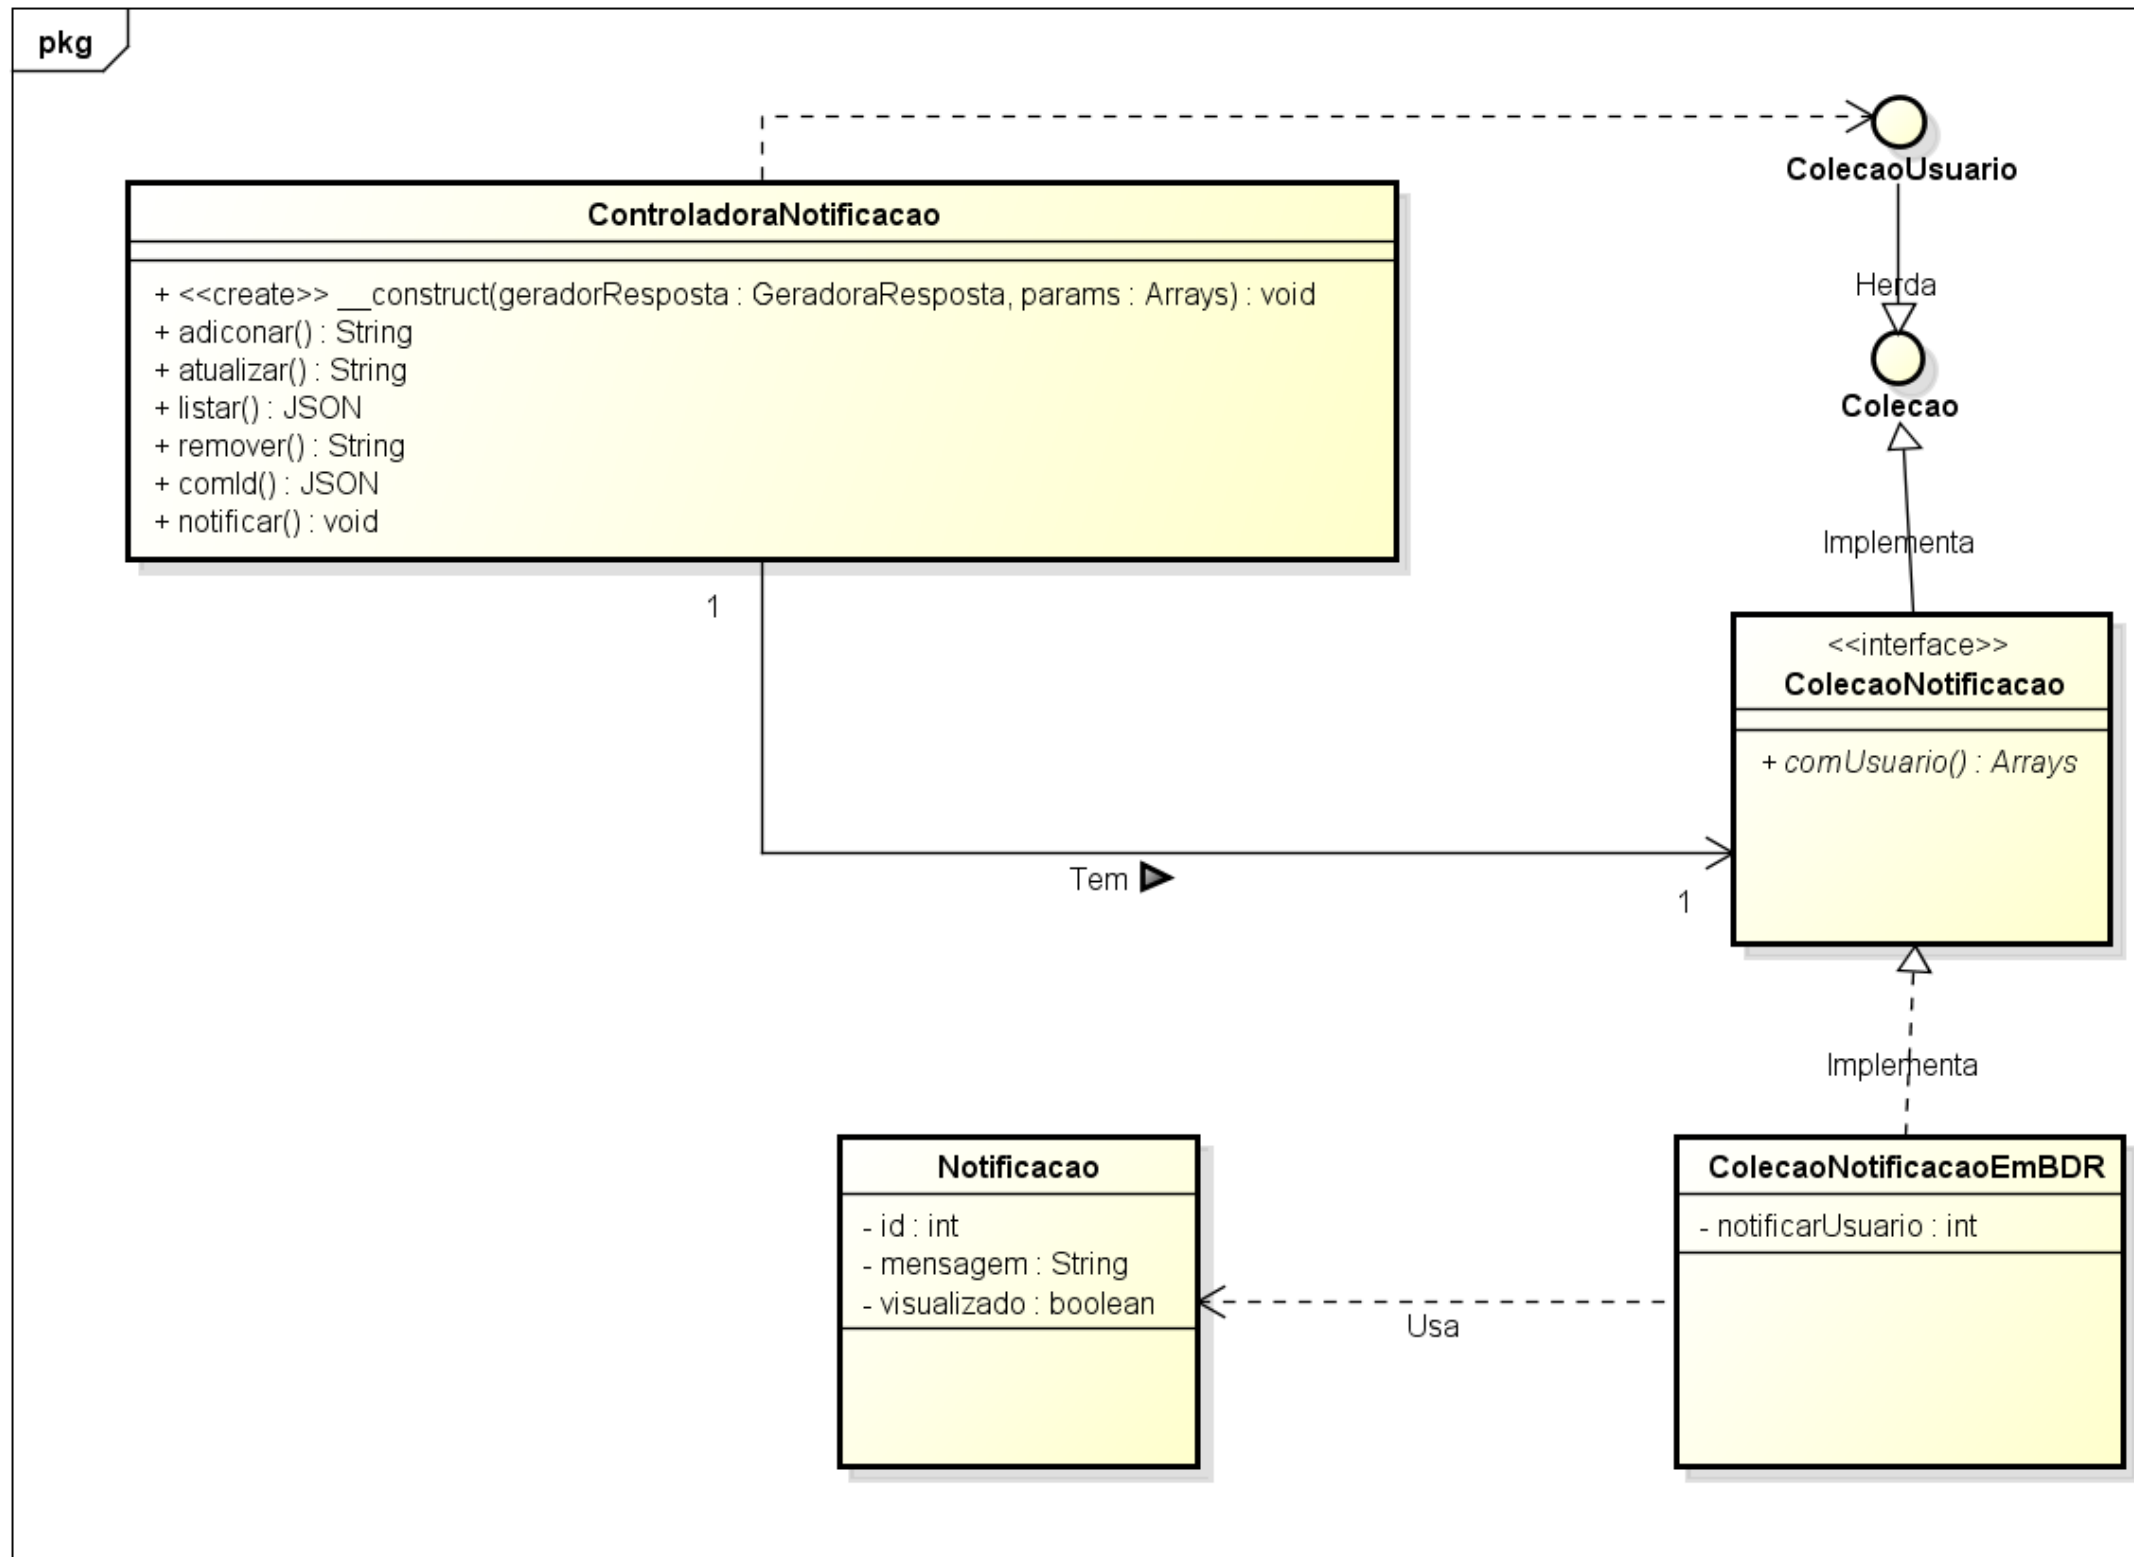 pkg
ColecaoUsuario
ControladoraNotificacao
+ <<create>> __construct(geradorResposta : GeradoraResposta, params : Arrays) : void
+ adiconar() : String
+ atualizar() : String
+ listar() : JSON
+ remover() : String
+ comId() : JSON
+ notificar() : void
Herda
Colecao
Implementa
1
<<interface>>
ColecaoNotificacao
+ comUsuario() : Arrays
Tem
1
Implementa
Notificacao
- id : int
- mensagem : String
- visualizado : boolean
Usa
ColecaoNotificacaoEmBDR
- notificarUsuario : int